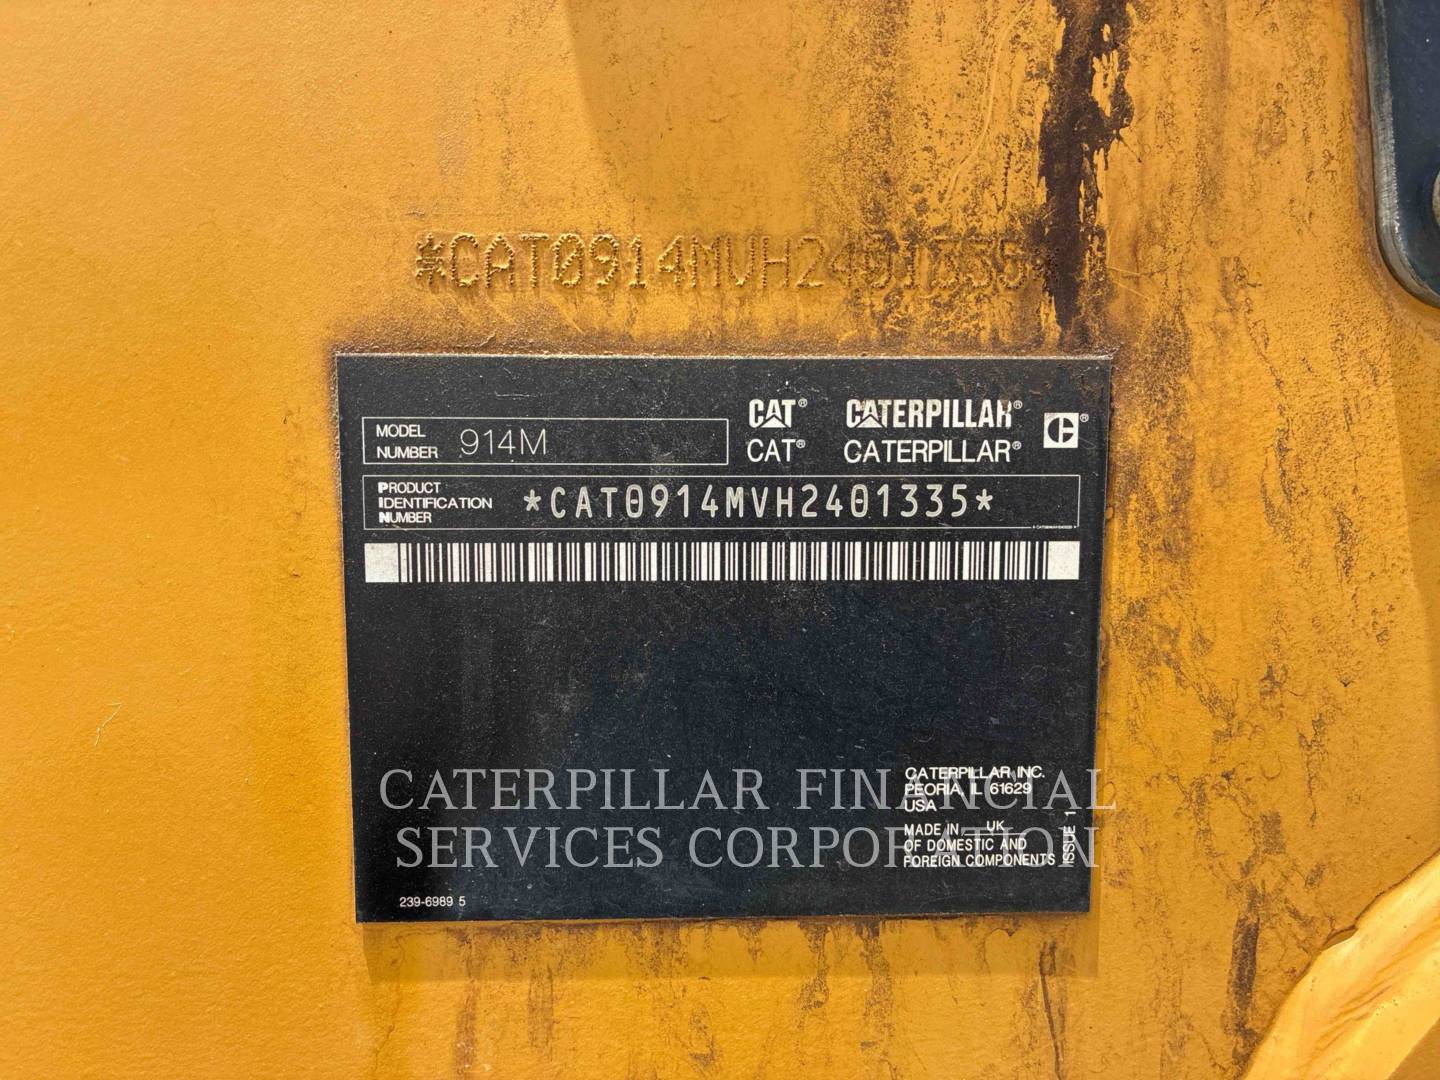 *CAT0914MVH2401335*
CAT® CATERPILLAR® ®
MODEL NUMBER 914M
CAT® CATERPILLAR®
PRODUCT IDENTIFICATION NUMBER *CAT0914MVH2401335*
CATERPILLAR INC.
PEORIA, IL 61629
USA
MADE IN UK
OF DOMESTIC AND
FOREIGN COMPONENTS
ISSUE 1
239-6989 5
CATERPILLAR FINANCIAL
SERVICES CORPORATION